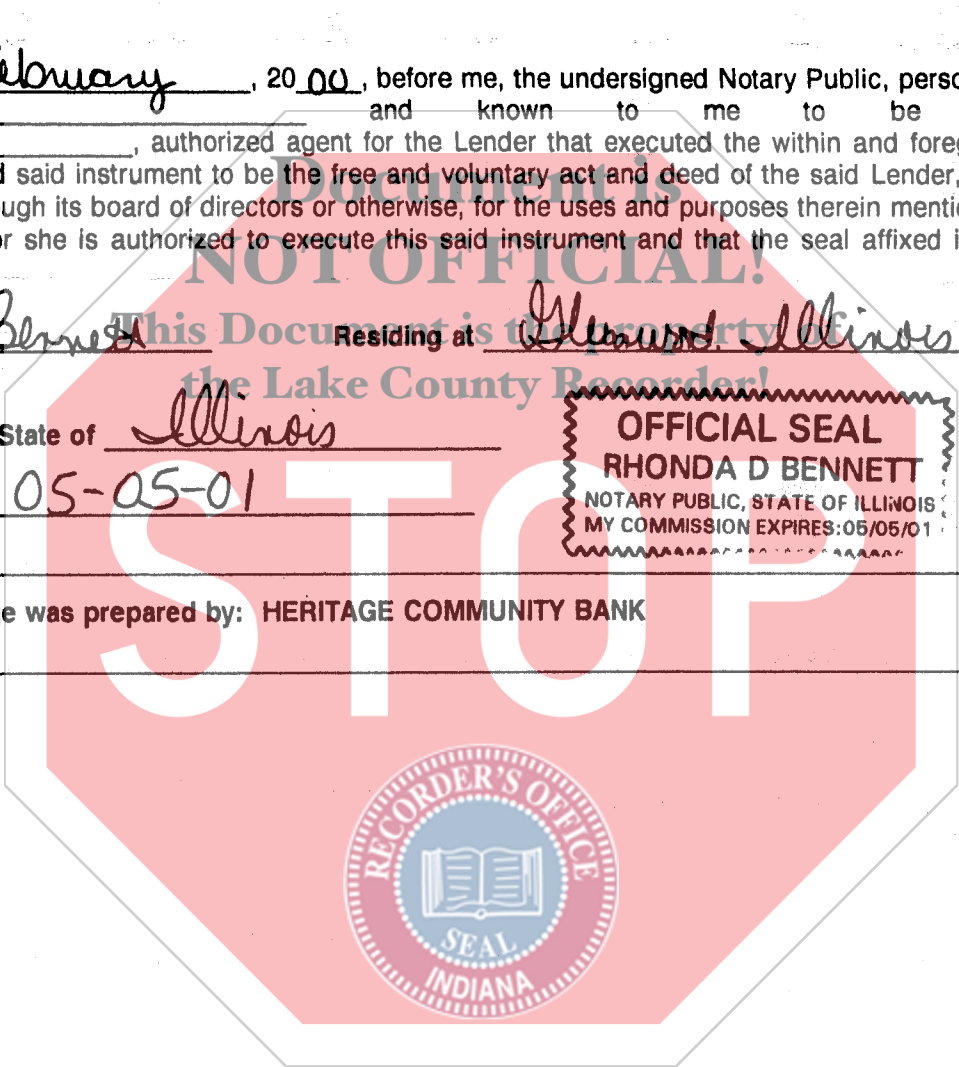 ebruary, 20 00, before me, the undersigned Notary Public, perso
and known to me to be
, authorized agent for the Lender that executed the within and foreg
d said instrument to be the free and voluntary act and deed of the said Lender,
ugh its board of directors or otherwise, for the uses and purposes therein mentic
or she is authorized to execute this said instrument and that the seal affixed i
Document is
NOT OFFICIAL!
This Document is the property of
the Lake County Recorder!
Bennett Residing at Illinois
State of Illinois
05-05-01
OFFICIAL SEAL
RHONDA D BENNETT
NOTARY PUBLIC, STATE OF ILLINOIS
MY COMMISSION EXPIRES:05/05/01
STOP
e was prepared by: HERITAGE COMMUNITY BANK
RECORDER'S OFFICE
SEAL
INDIANA